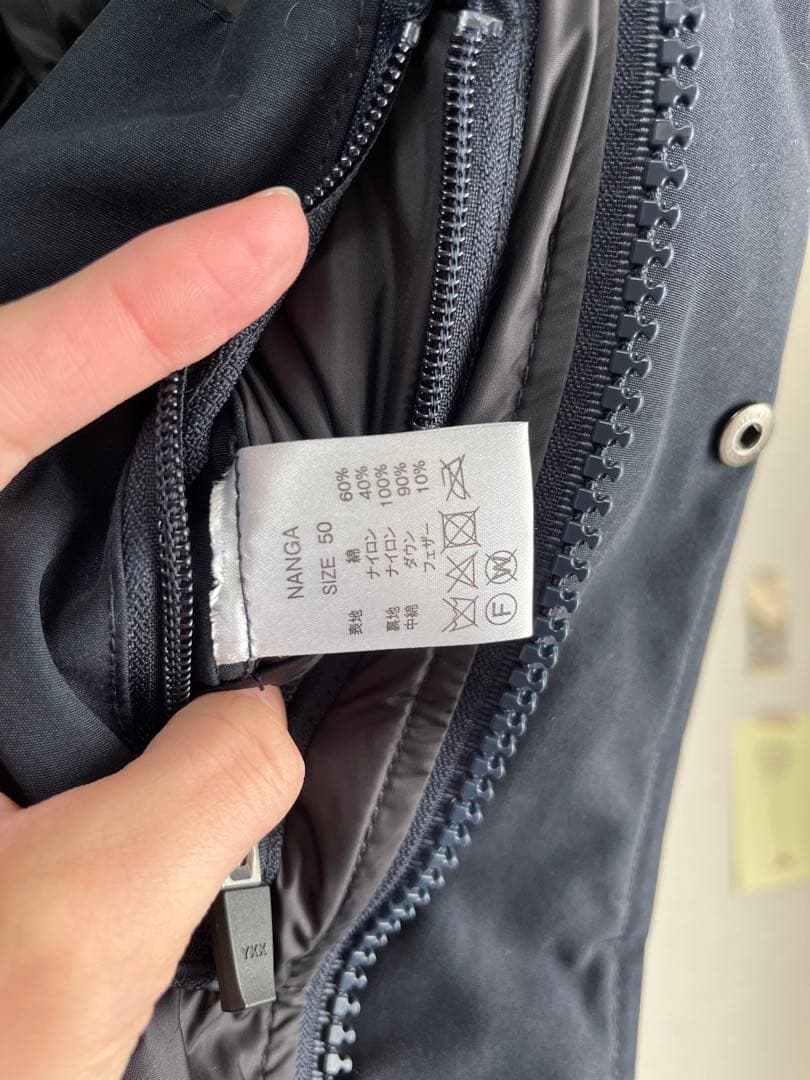 NANGA
SIZE 50
表地 綿 60%
ナイロン 40%
裏地 ナイロン 100%
中綿 ダウン 90%
フェザー 10%
F W
YKK